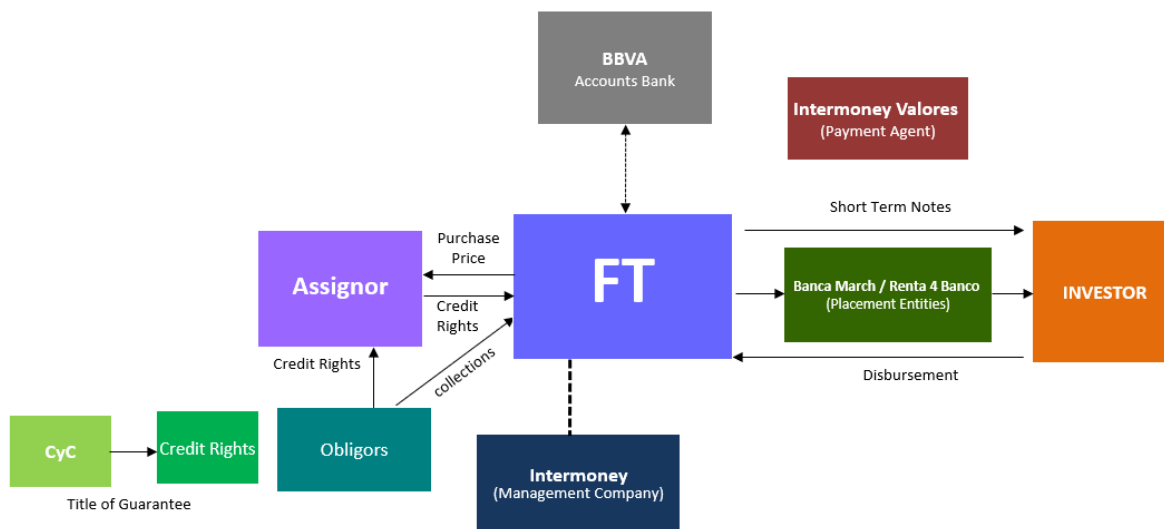 BBVA
Accounts Bank
Intermoney Valores
(Payment Agent)
Short Term Notes
Purchase
Price
Assignor
FT
Banca March / Renta 4 Banco
(Placement Entities)
INVESTOR
Credit
Rights
Credit Rights
collections
Disbursement
CyC
Credit Rights
Obligors
Intermoney
(Management Company)
Title of Guarantee